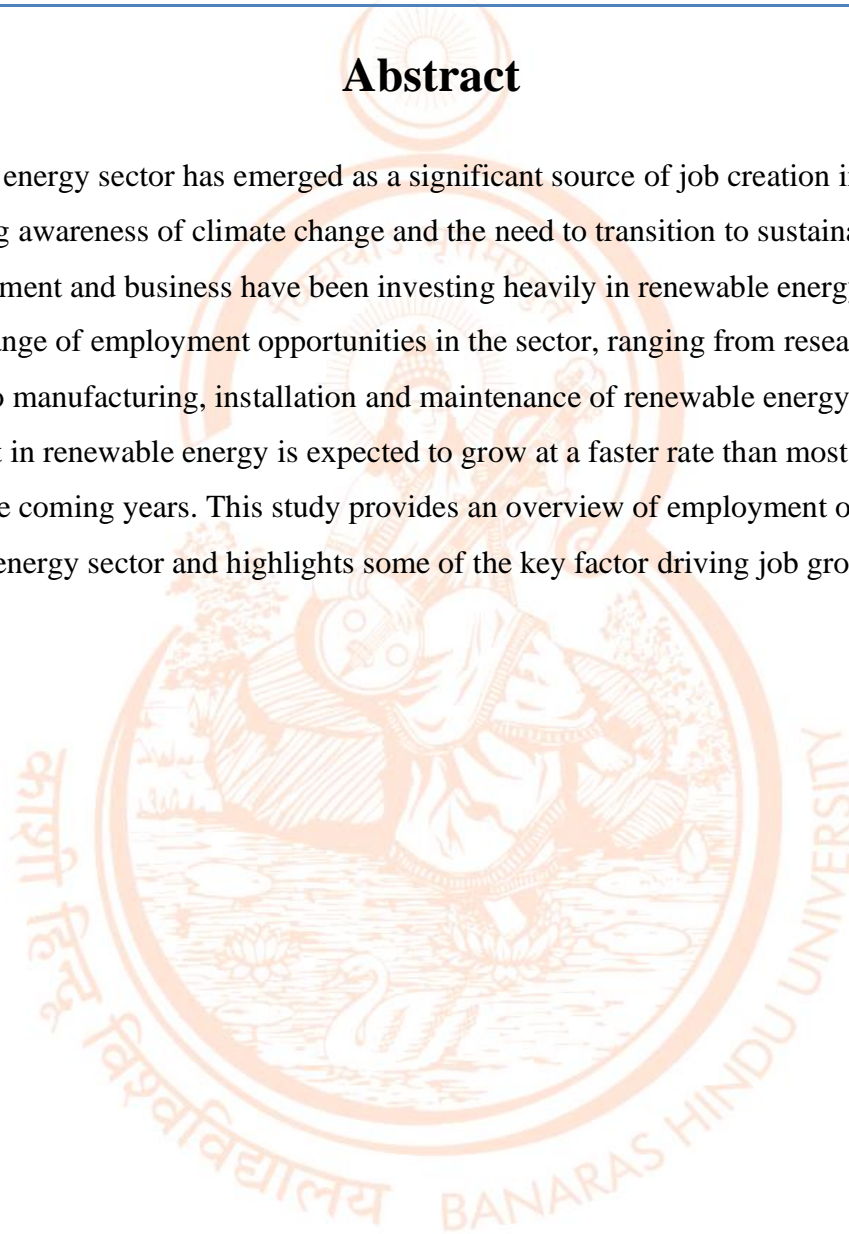 Abstract
energy sector has emerged as a significant source of job creation i
g awareness of climate change and the need to transition to sustaina
ment and business have been investing heavily in renewable energy
ange of employment opportunities in the sector, ranging from resea
o manufacturing, installation and maintenance of renewable energy
t in renewable energy is expected to grow at a faster rate than most
e coming years. This study provides an overview of employment o
energy sector and highlights some of the key factor driving job gro
काशी हिन्दू विश्वविद्यालय
BANARAS HINDU UNIVERSITY